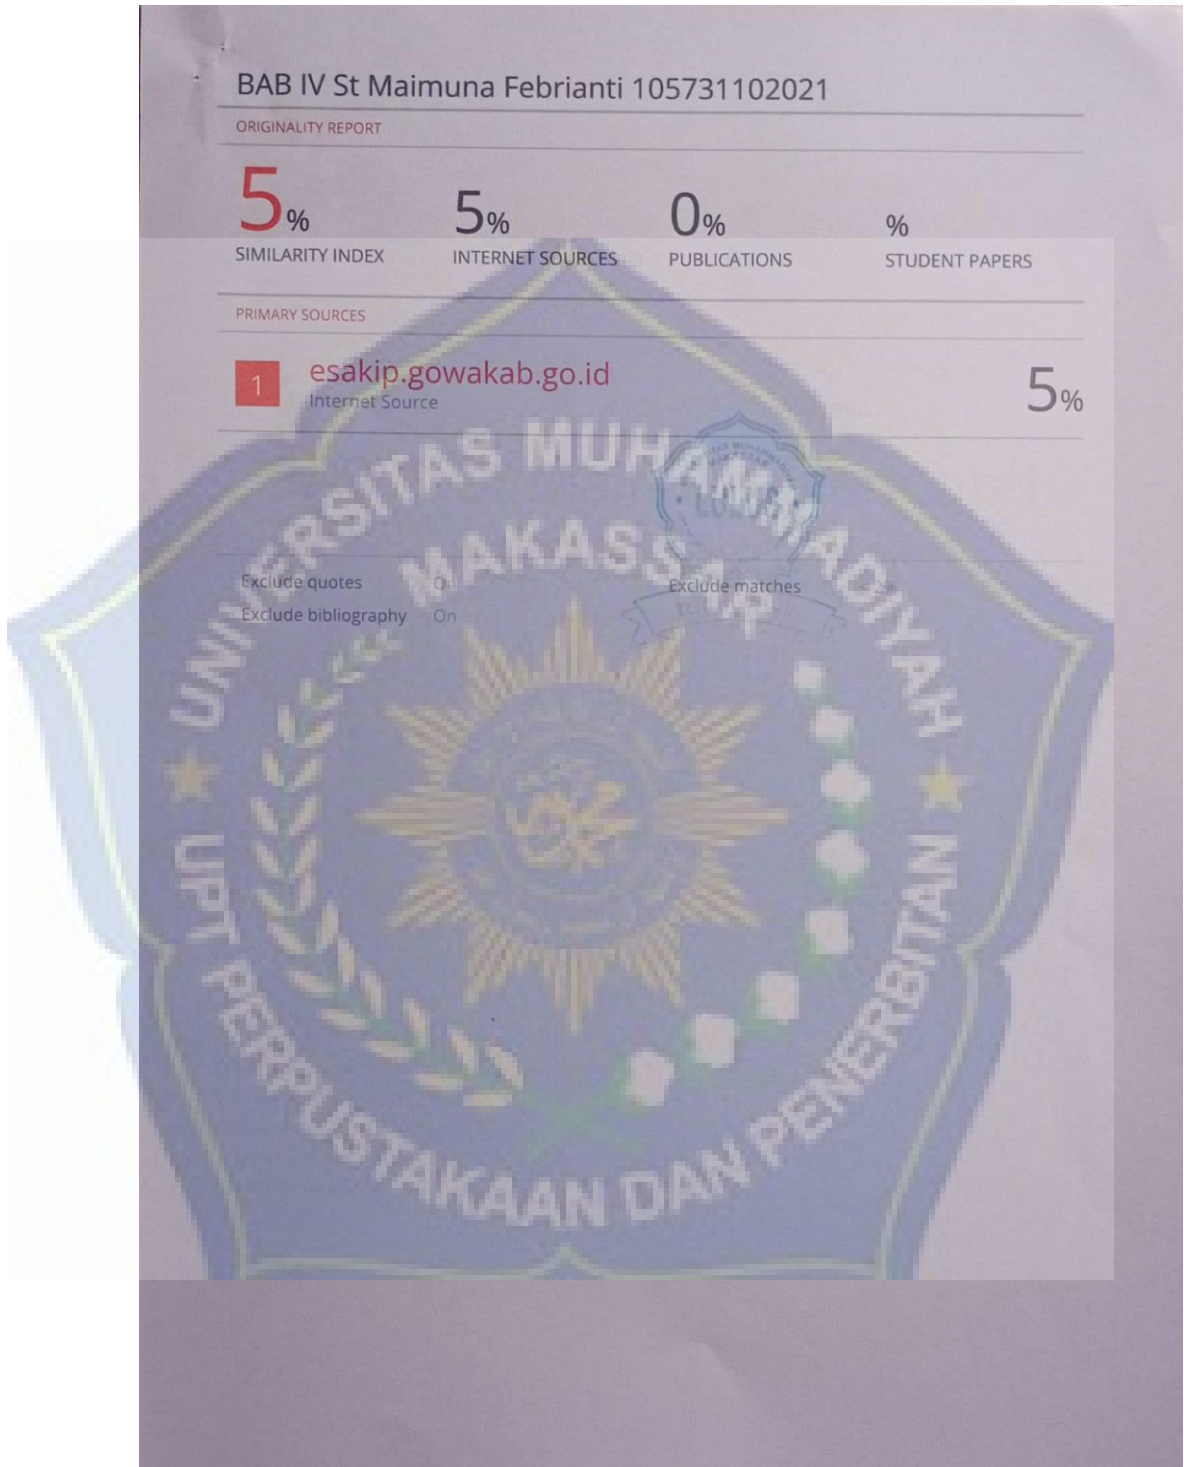 BAB IV St Maimuna Febrianti 105731102021
ORIGINALITY REPORT
5% 5% 0% %
SIMILARITY INDEX INTERNET SOURCES PUBLICATIONS STUDENT PAPERS
PRIMARY SOURCES
1 esakip.gowakab.go.id 5%
Internet Source
UNIVERSITAS MUHAMMADIYAH
MAKASSAR
Exclude quotes On Exclude matches
Exclude bibliography On
UPT PERPUSTAKAAN DAN PENERBITAN